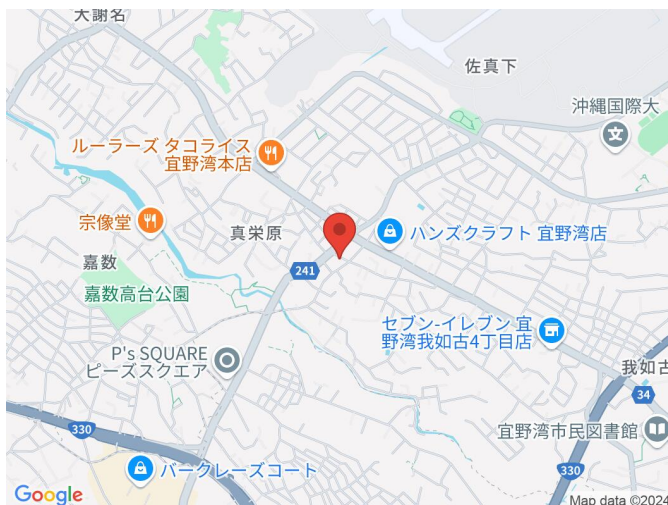 大謝名
佐真下
沖縄国際大
ルーラーズ タコライス
宜野湾本店
宗像堂
真栄原
ハンズクラフト 宜野湾店
嘉数
241
嘉数高台公園
セブン-イレブン 宜
野湾我如古4丁目店
P's SQUARE
ピーズスクエア
我如古
34
330
宜野湾市民図書館
バークレーズコート
330
Google
Map data ©2024